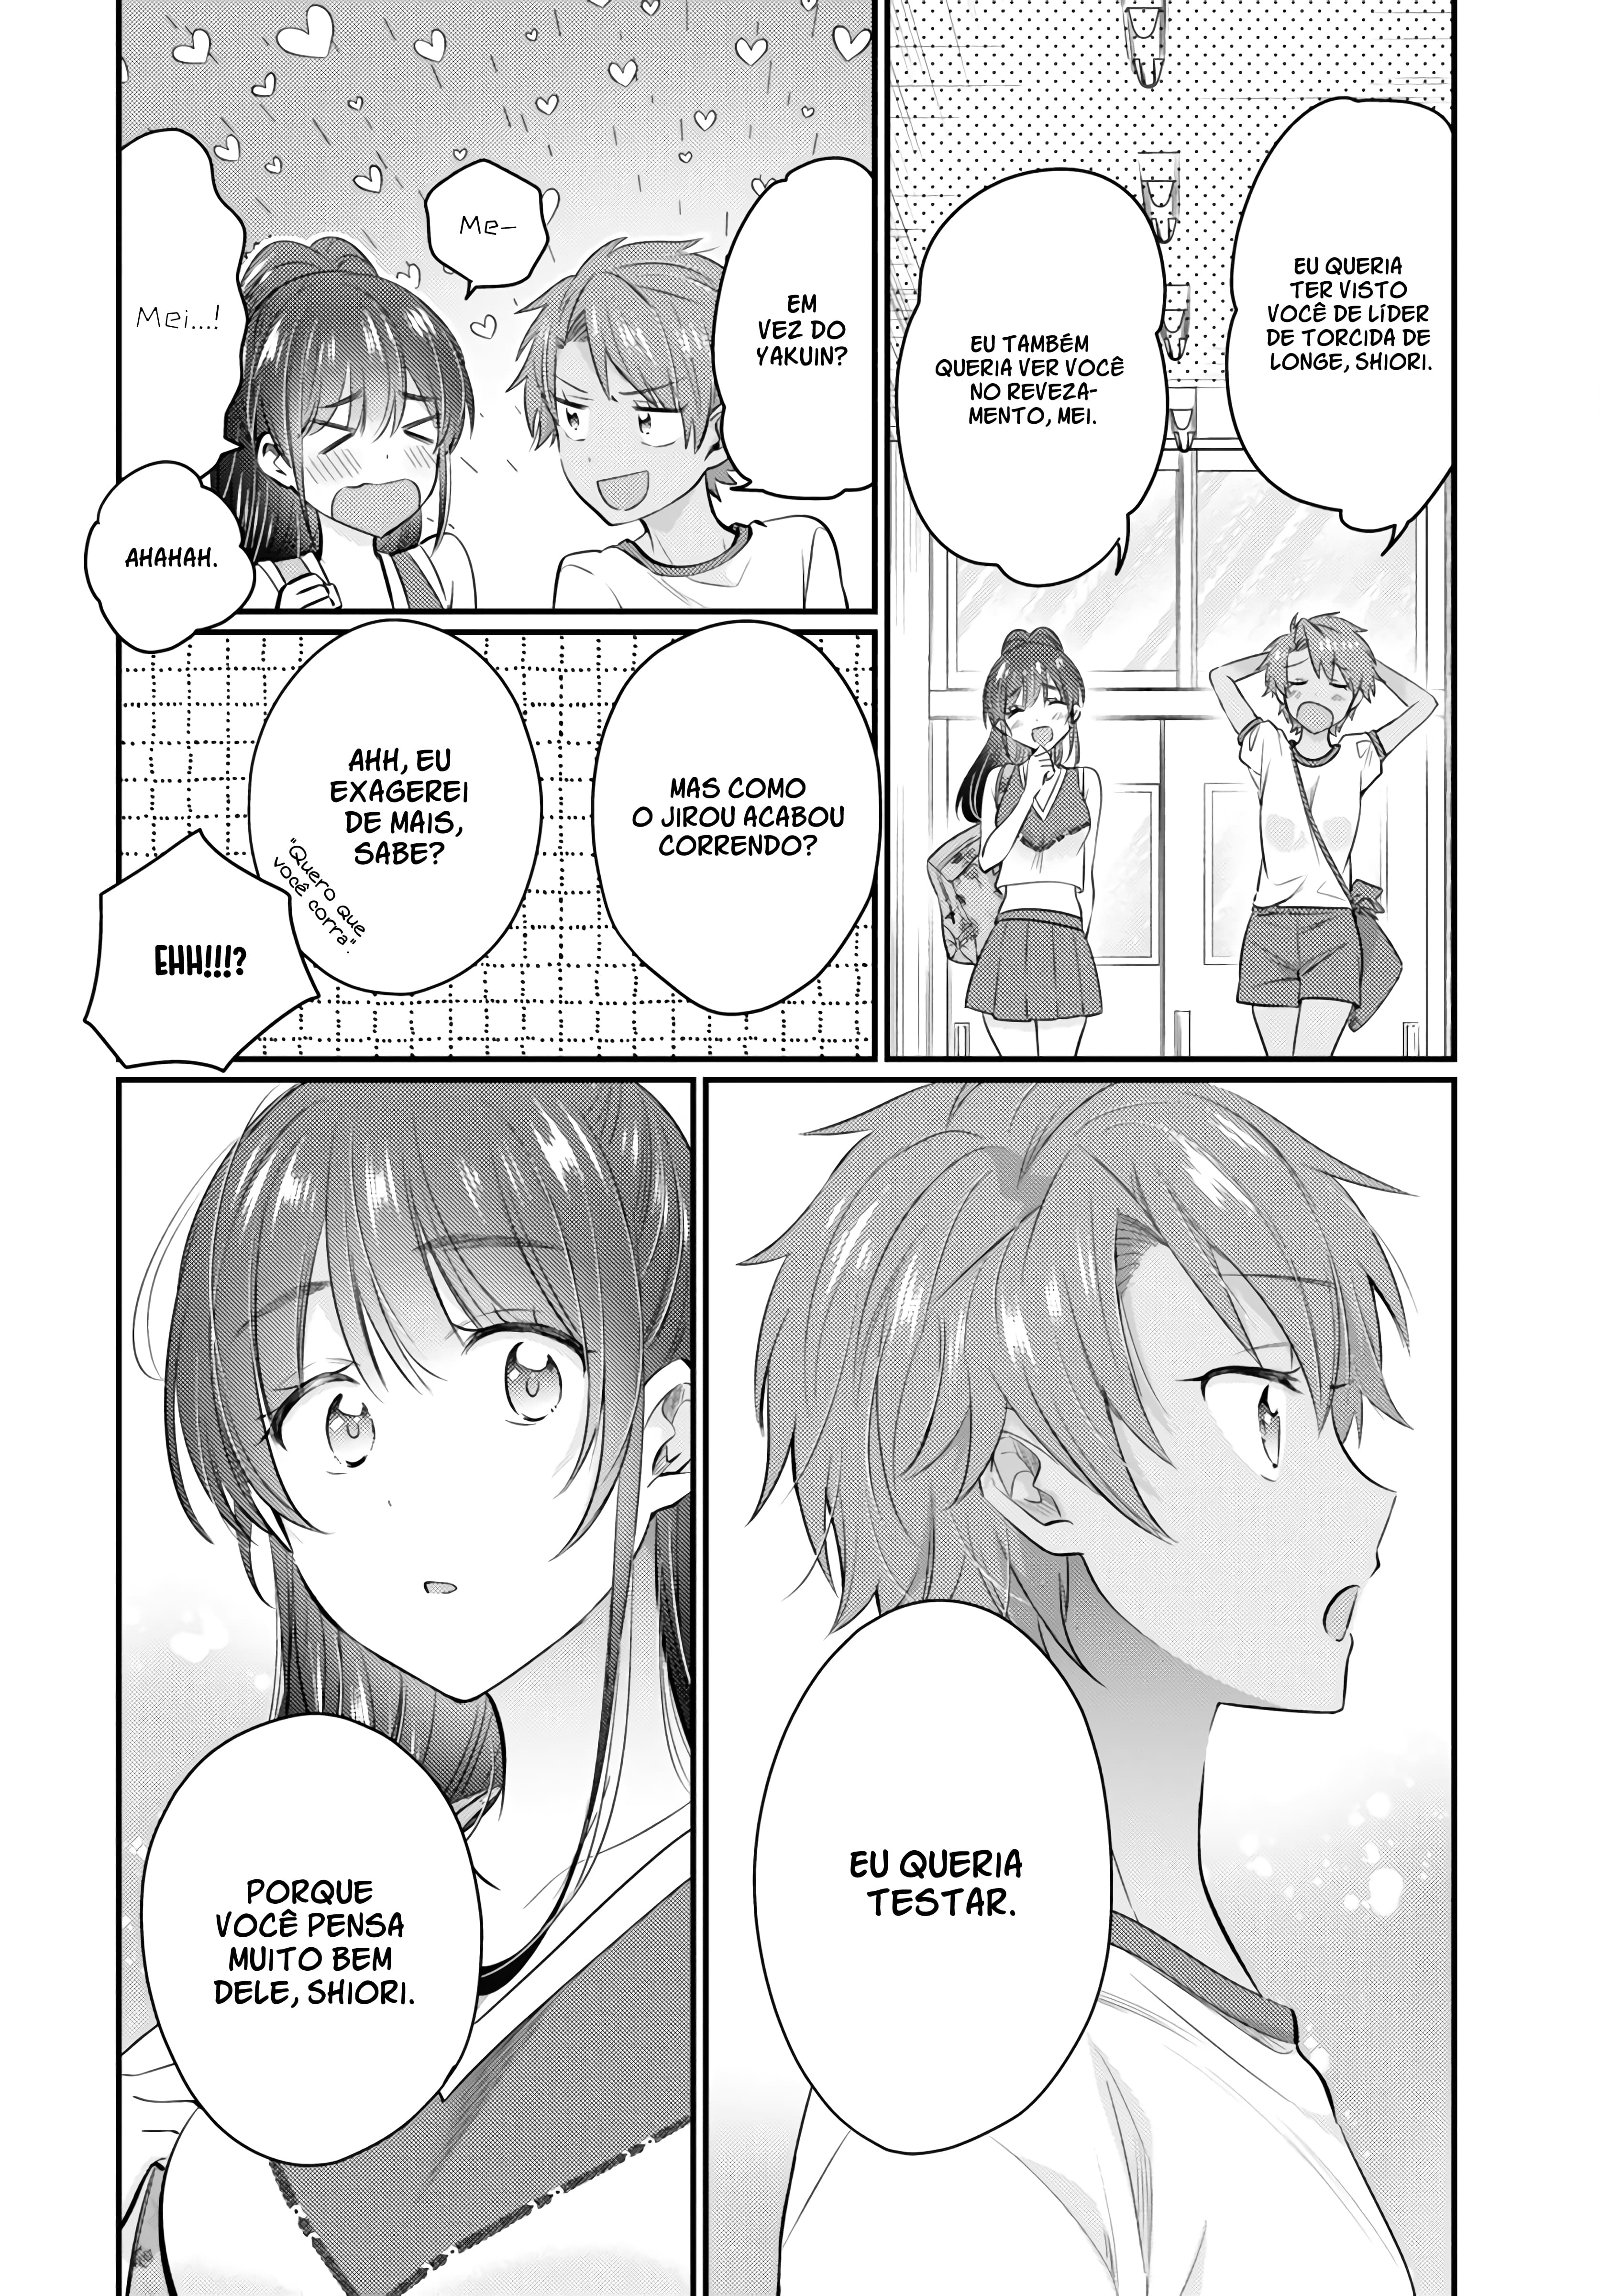 EU QUERIA
TER VISTO
VOCÊ DE LÍDER
DE TORCIDA DE
LONGE, SHIORI.
EU TAMBÉM
QUERIA VER VOCÊ
NO REVEZA-
MENTO, MEI.
EM
VEZ DO
YAKUIN?
Me-
Mei...!
AHAHAH.
MAS COMO
O JIROU ACABOU
CORRENDO?
AHH, EU
EXAGEREI
DE MAIS,
SABE?
"Quero que
você corra".
EHH!!!?
EU QUERIA
TESTAR.
PORQUE
VOCÊ PENSA
MUITO BEM
DELE, SHIORI.